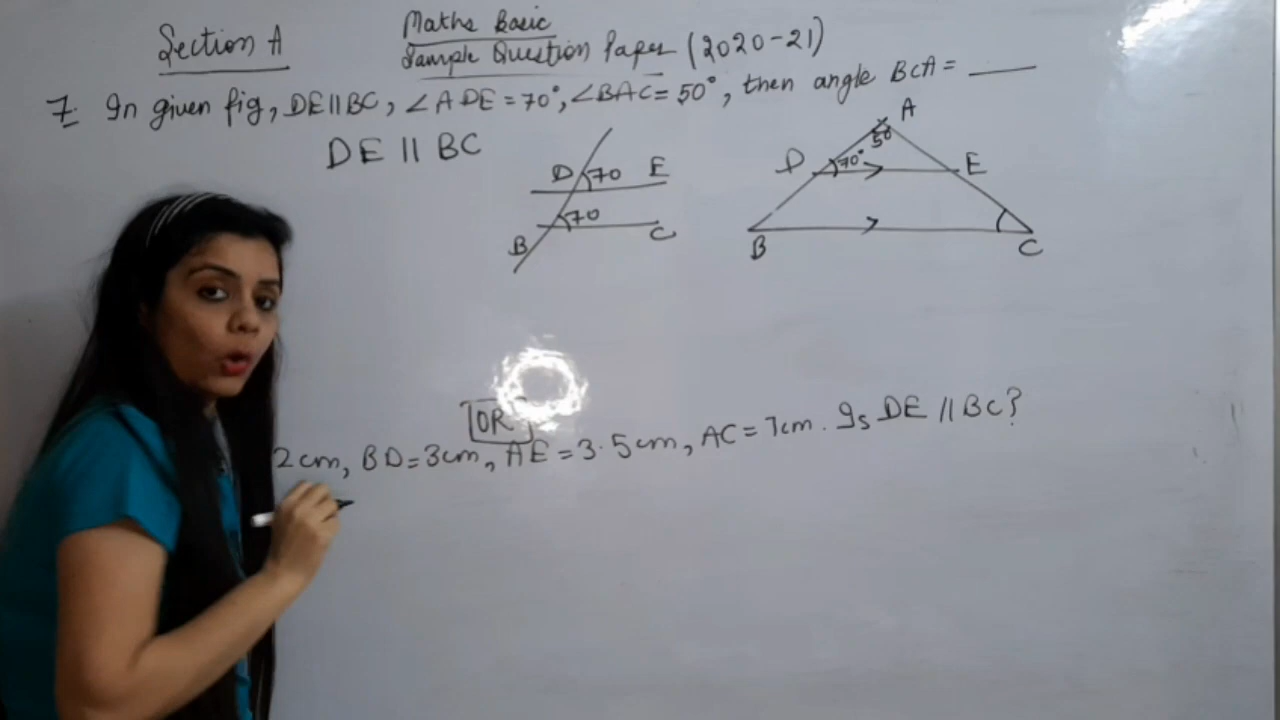 Section A
Maths Basic
Sample Question Paper (2020-21)
7. In given fig, DE||BC, ∠ADE = 70°, ∠BAC = 50°, then angle BCA = ____
DE || BC
D 70 E
70
B C
A
50
D 70° E
B C
OR
2cm, BD=3cm, AE = 3.5cm, AC = 7cm. Is DE || BC?